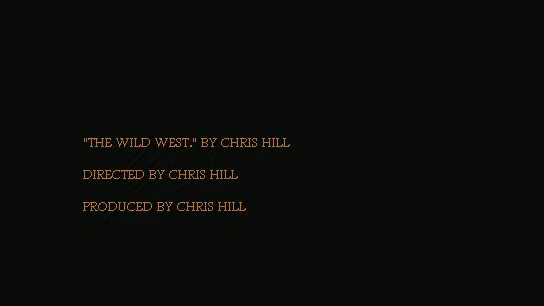 "THE WILD WEST." BY CHRIS HILL
DIRECTED BY CHRIS HILL
PRODUCED BY CHRIS HILL